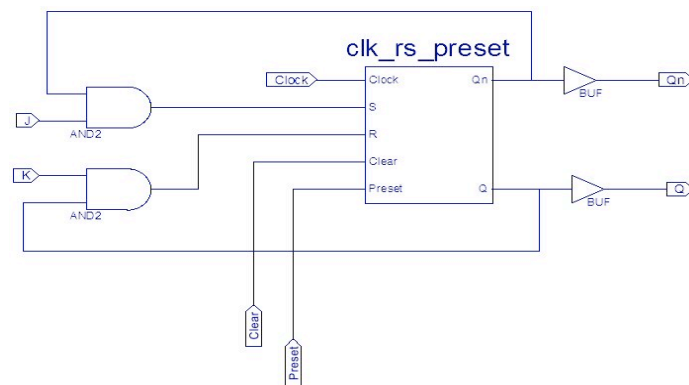 clk_rs_preset
Clock
Clock
Qn
BUF
Qn
S
J
AND2
R
K
Clear
Preset
Q
BUF
Q
AND2
Clear
Preset